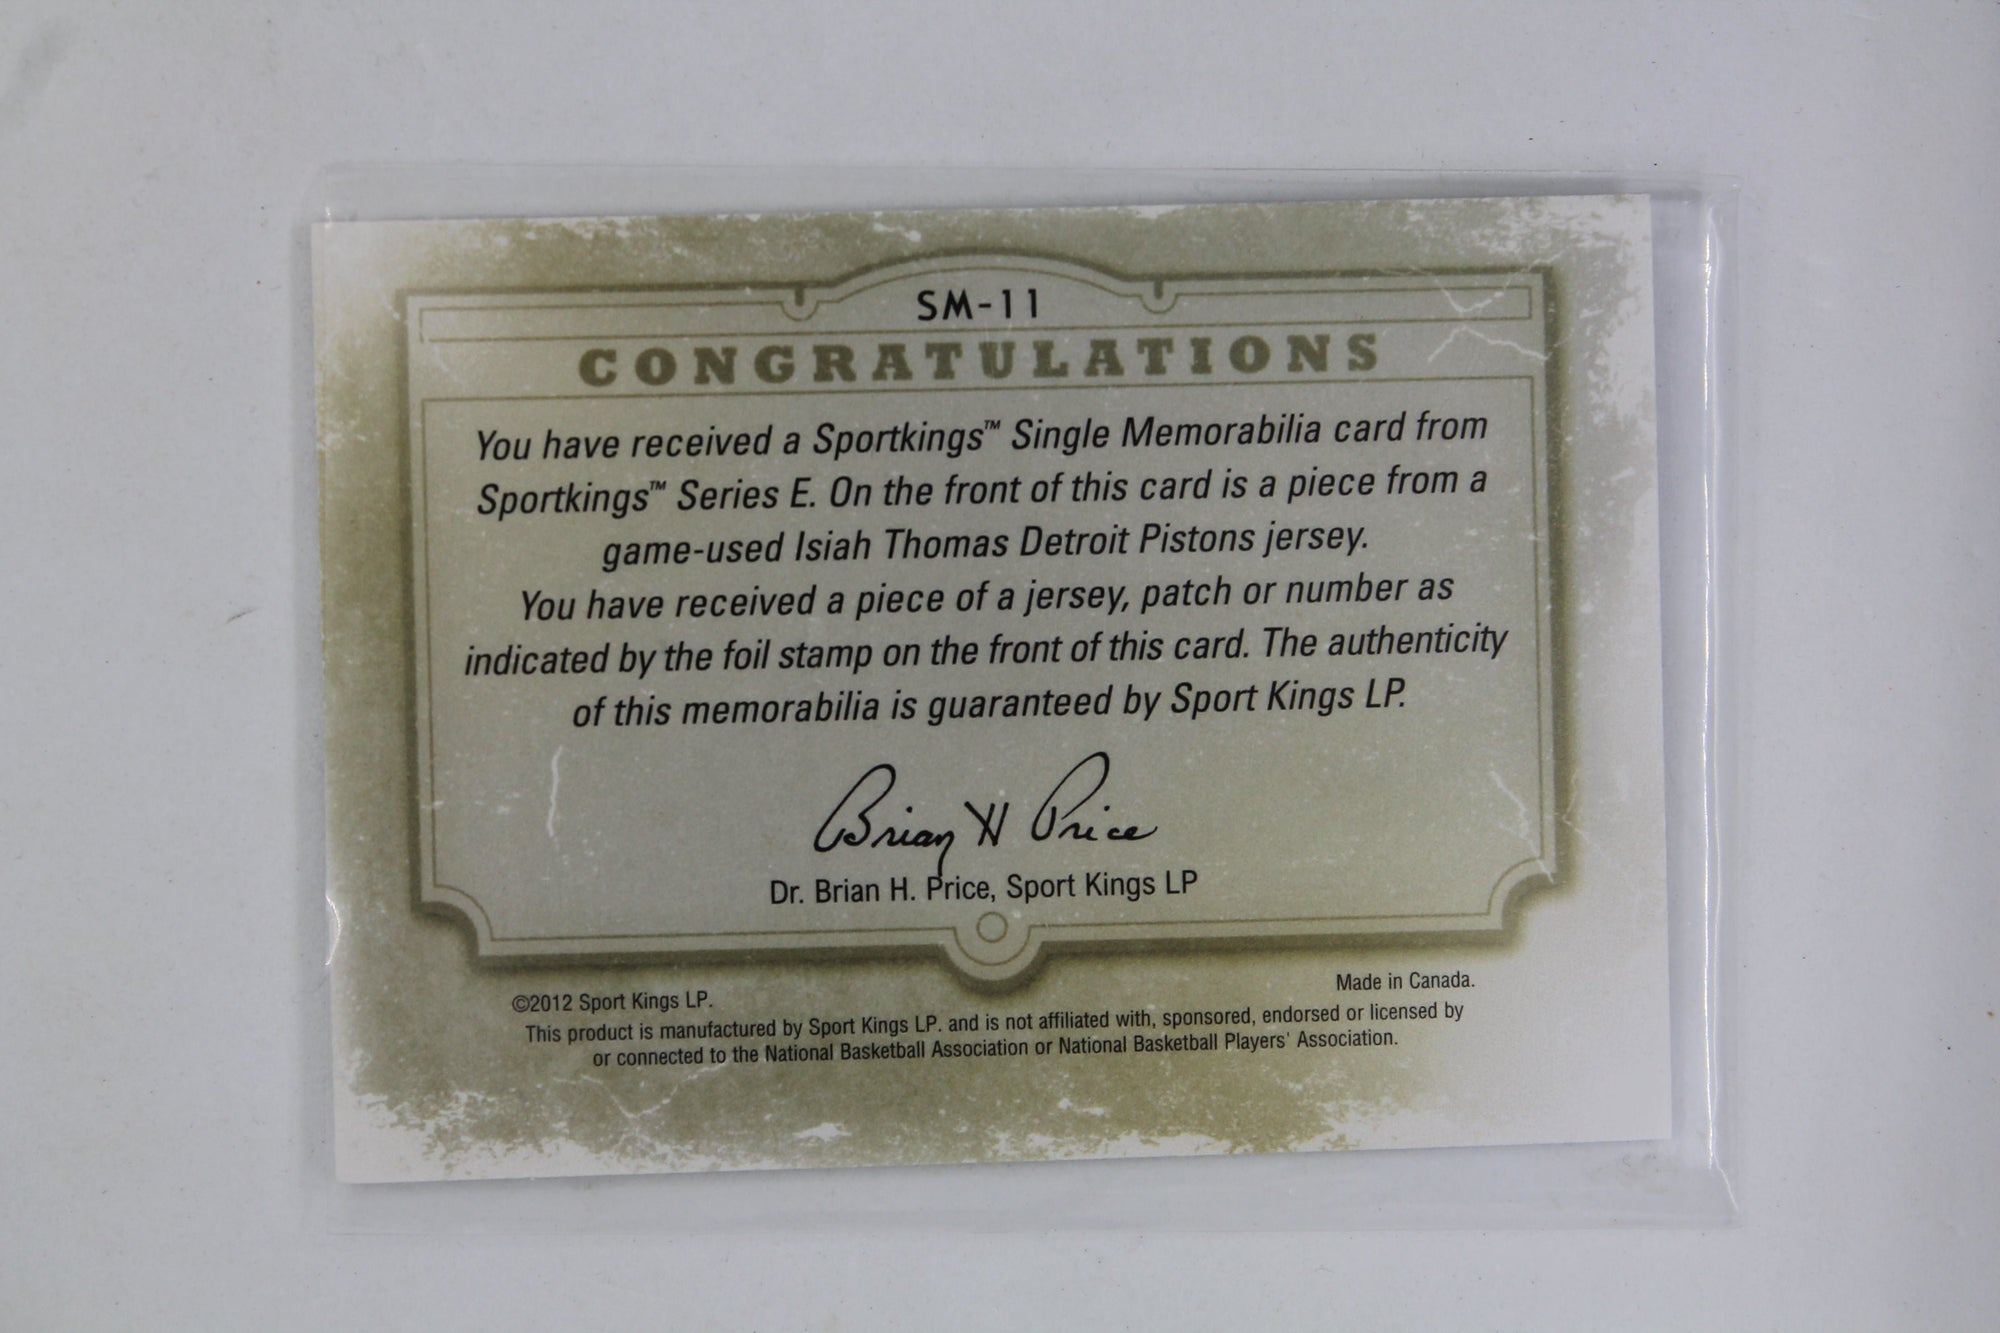 SM-11
CONGRATULATIONS
You have received a Sportkings™ Single Memorabilia card from
Sportkings™ Series E. On the front of this card is a piece from a
game-used Isiah Thomas Detroit Pistons jersey.
You have received a piece of a jersey, patch or number as
indicated by the foil stamp on the front of this card. The authenticity
of this memorabilia is guaranteed by Sport Kings LP.
Brian H Price
Dr. Brian H. Price, Sport Kings LP
Made in Canada.
©2012 Sport Kings LP.
This product is manufactured by Sport Kings LP. and is not affiliated with, sponsored, endorsed or licensed by
or connected to the National Basketball Association or National Basketball Players' Association.